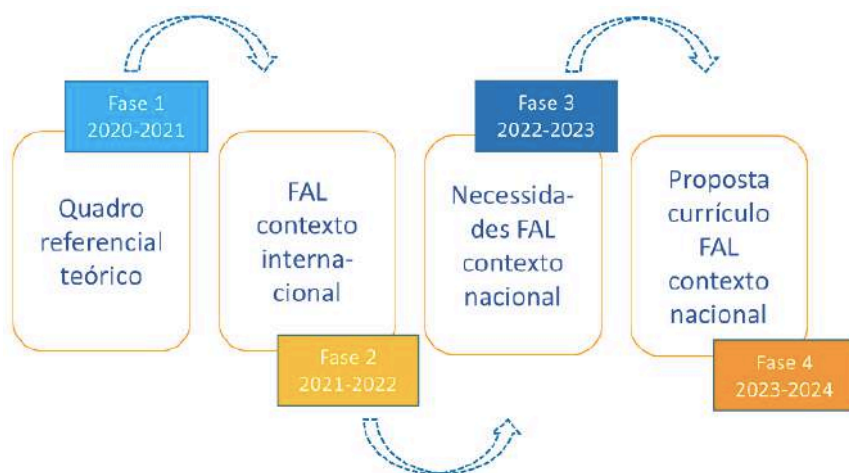 Fase 1
2020-2021
Quadro
referencial
teórico
FAL
contexto
interna-
cional
Fase 2
2021-2022
Fase 3
2022-2023
Necessida-
des FAL
contexto
nacional
Proposta
currículo
FAL
contexto
nacional
Fase 4
2023-2024